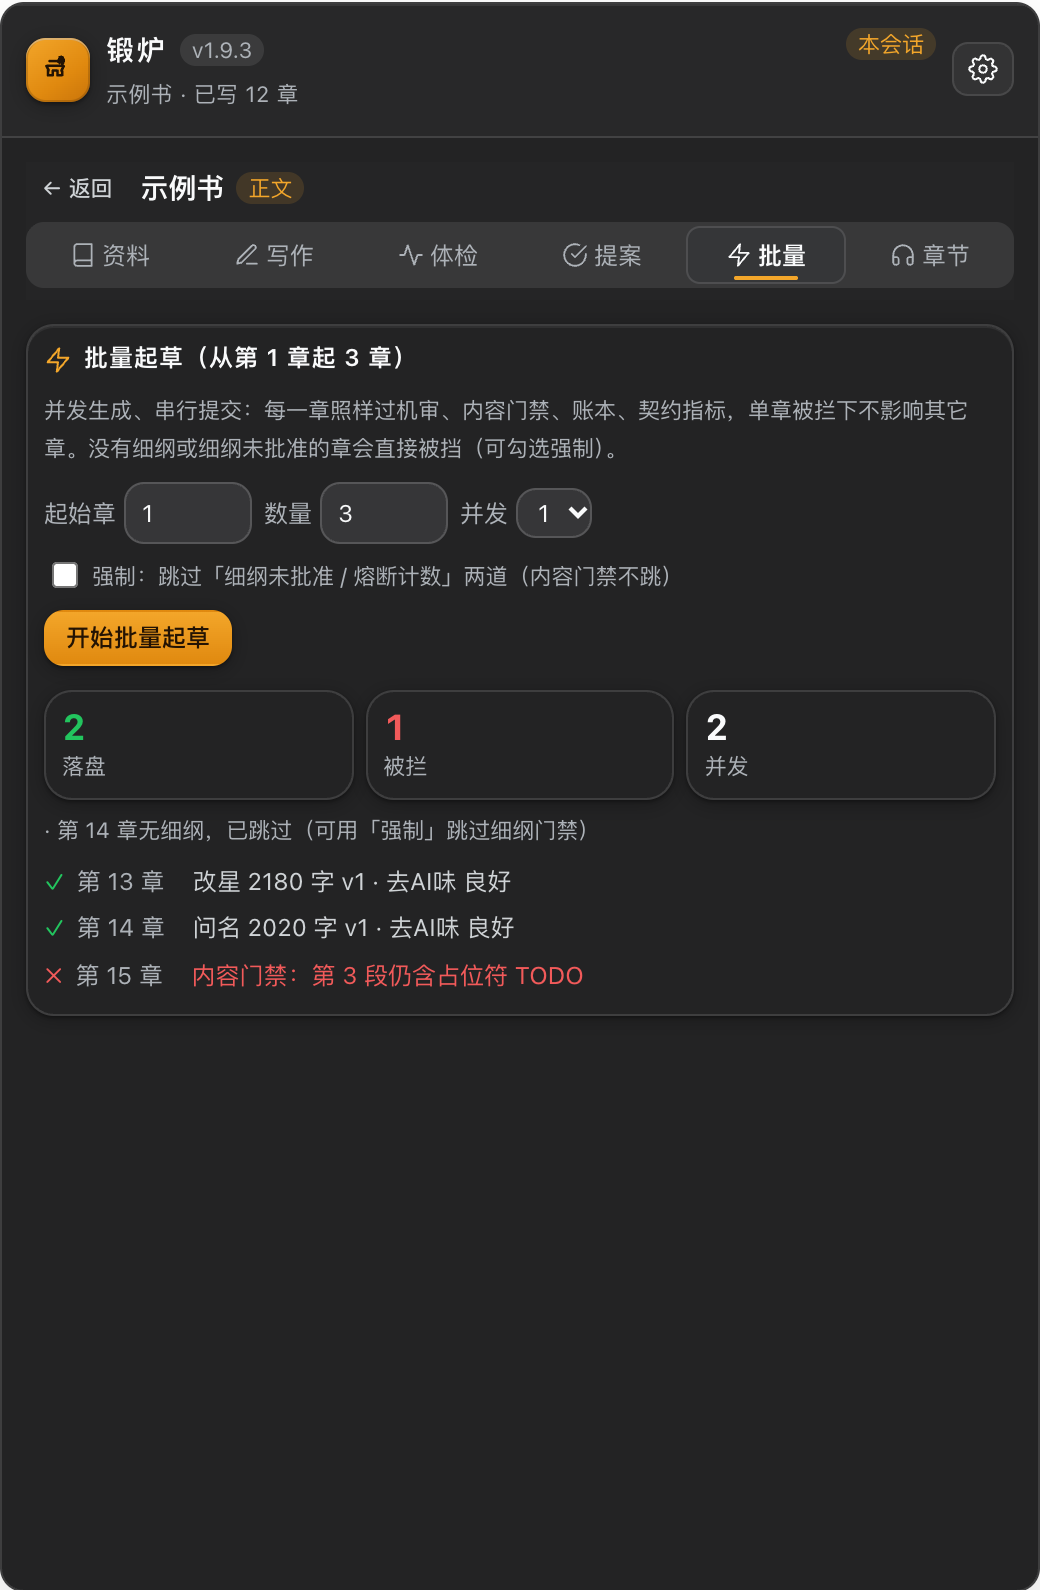 锻炉 v1.9.3
本会话
示例书 · 已写 12 章
← 返回 示例书 正文
资料 写作 体检 提案 批量 章节
批量起草（从第 1 章起 3 章）
并发生成、串行提交：每一章照样过机审、内容门禁、账本、契约指标，单章被拦下不影响其它
章。没有细纲或细纲未批准的章会直接被挡（可勾选强制）。
起始章 1 数量 3 并发 1
强制：跳过「细纲未批准 / 熔断计数」两道（内容门禁不跳）
开始批量起草
2 1 2
落盘 被拦 并发
· 第 14 章无细纲，已跳过（可用「强制」跳过细纲门禁）
✓ 第 13 章 改星 2180 字 v1 · 去AI味 良好
✓ 第 14 章 问名 2020 字 v1 · 去AI味 良好
× 第 15 章 内容门禁：第 3 段仍含占位符 TODO